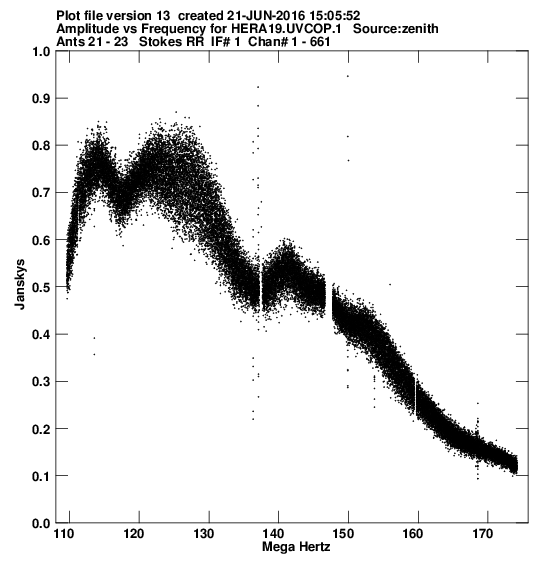 Plot file version 13 created 21-JUN-2016 15:05:52
Amplitude vs Frequency for HERA19.UVCOP.1 Source:zenith
Ants 21 - 23 Stokes RR IF# 1 Chan# 1 - 661
1.0
0.9
0.8
0.7
0.6
0.5
0.4
0.3
0.2
0.1
0.0
Janskys
110 120 130 140 150 160 170
Mega Hertz